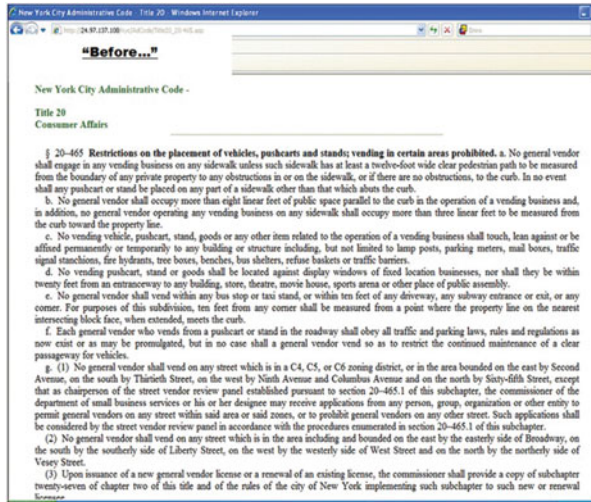 New York City Administrative Code - Title 20 - Windows Internet Explorer
"Before..."
New York City Administrative Code -
Title 20
Consumer Affairs
§ 20–465 Restrictions on the placement of vehicles, pushcarts and stands; vending in certain areas prohibited. a. No general vendor
shall engage in any vending business on any sidewalk unless such sidewalk has at least a twelve-foot wide clear pedestrian path to be measured
from the boundary of any private property to any obstructions in or on the sidewalk, or if there are no obstructions, to the curb. In no event
shall any pushcart or stand be placed on any part of a sidewalk other than that which abuts the curb.
b. No general vendor shall occupy more than eight linear feet of public space parallel to the curb in the operation of a vending business and,
in addition, no general vendor operating any vending business on any sidewalk shall occupy more than three linear feet to be measured from
the curb toward the property line.
c. No vending vehicle, pushcart, stand, goods or any other item related to the operation of a vending business shall touch, lean against or be
affixed permanently or temporarily to any building or structure including, but not limited to lamp posts, parking meters, mail boxes, traffic
signal stanchions, fire hydrants, tree boxes, benches, bus shelters, refuse baskets or traffic barriers.
d. No vending pushcart, stand or goods shall be located against display windows of fixed location businesses, nor shall they be within
twenty feet from an entranceway to any building, store, theatre, movie house, sports arena or other place of public assembly.
e. No general vendor shall vend within any bus stop or taxi stand, or within ten feet of any driveway, any subway entrance or exit, or any
corner. For purposes of this subdivision, ten feet from any corner shall be measured from a point where the property line on the nearest
intersecting block face, when extended, meets the curb.
f. Each general vendor who vends from a pushcart or stand in the roadway shall obey all traffic and parking laws, rules and regulations as
now exist or as may be promulgated, but in no case shall a general vendor vend so as to restrict the continued maintenance of a clear
passageway for vehicles.
g. (1) No general vendor shall vend on any street which is in a C4, C5, or C6 zoning district, or in the area bounded on the east by Second
Avenue, on the south by Thirtieth Street, on the west by Ninth Avenue and Columbus Avenue and on the north by Sixty-fifth Street, except
that as chairperson of the street vendor review panel established pursuant to section 20–465.1 of this subchapter, the commissioner of the
department of small business services or his or her designee may receive applications from any person, group, organization or other entity to
permit general vendors on any street within said area or said zones, or to prohibit general vendors on any other street. Such applications shall
be considered by the street vendor review panel in accordance with the procedures enumerated in section 20–465.1 of this subchapter.
(2) No general vendor shall vend on any street which is in the area including and bounded on the east by the easterly side of Broadway, on
the south by the southerly side of Liberty Street, on the west by the westerly side of West Street and on the north by the northerly side of
Vesey Street.
(3) Upon issuance of a new general vendor license or a renewal of an existing license, the commissioner shall provide a copy of subchapter
twenty-seven of chapter two of this title and of the rules of the city of New York implementing such subchapter to such new or renewal